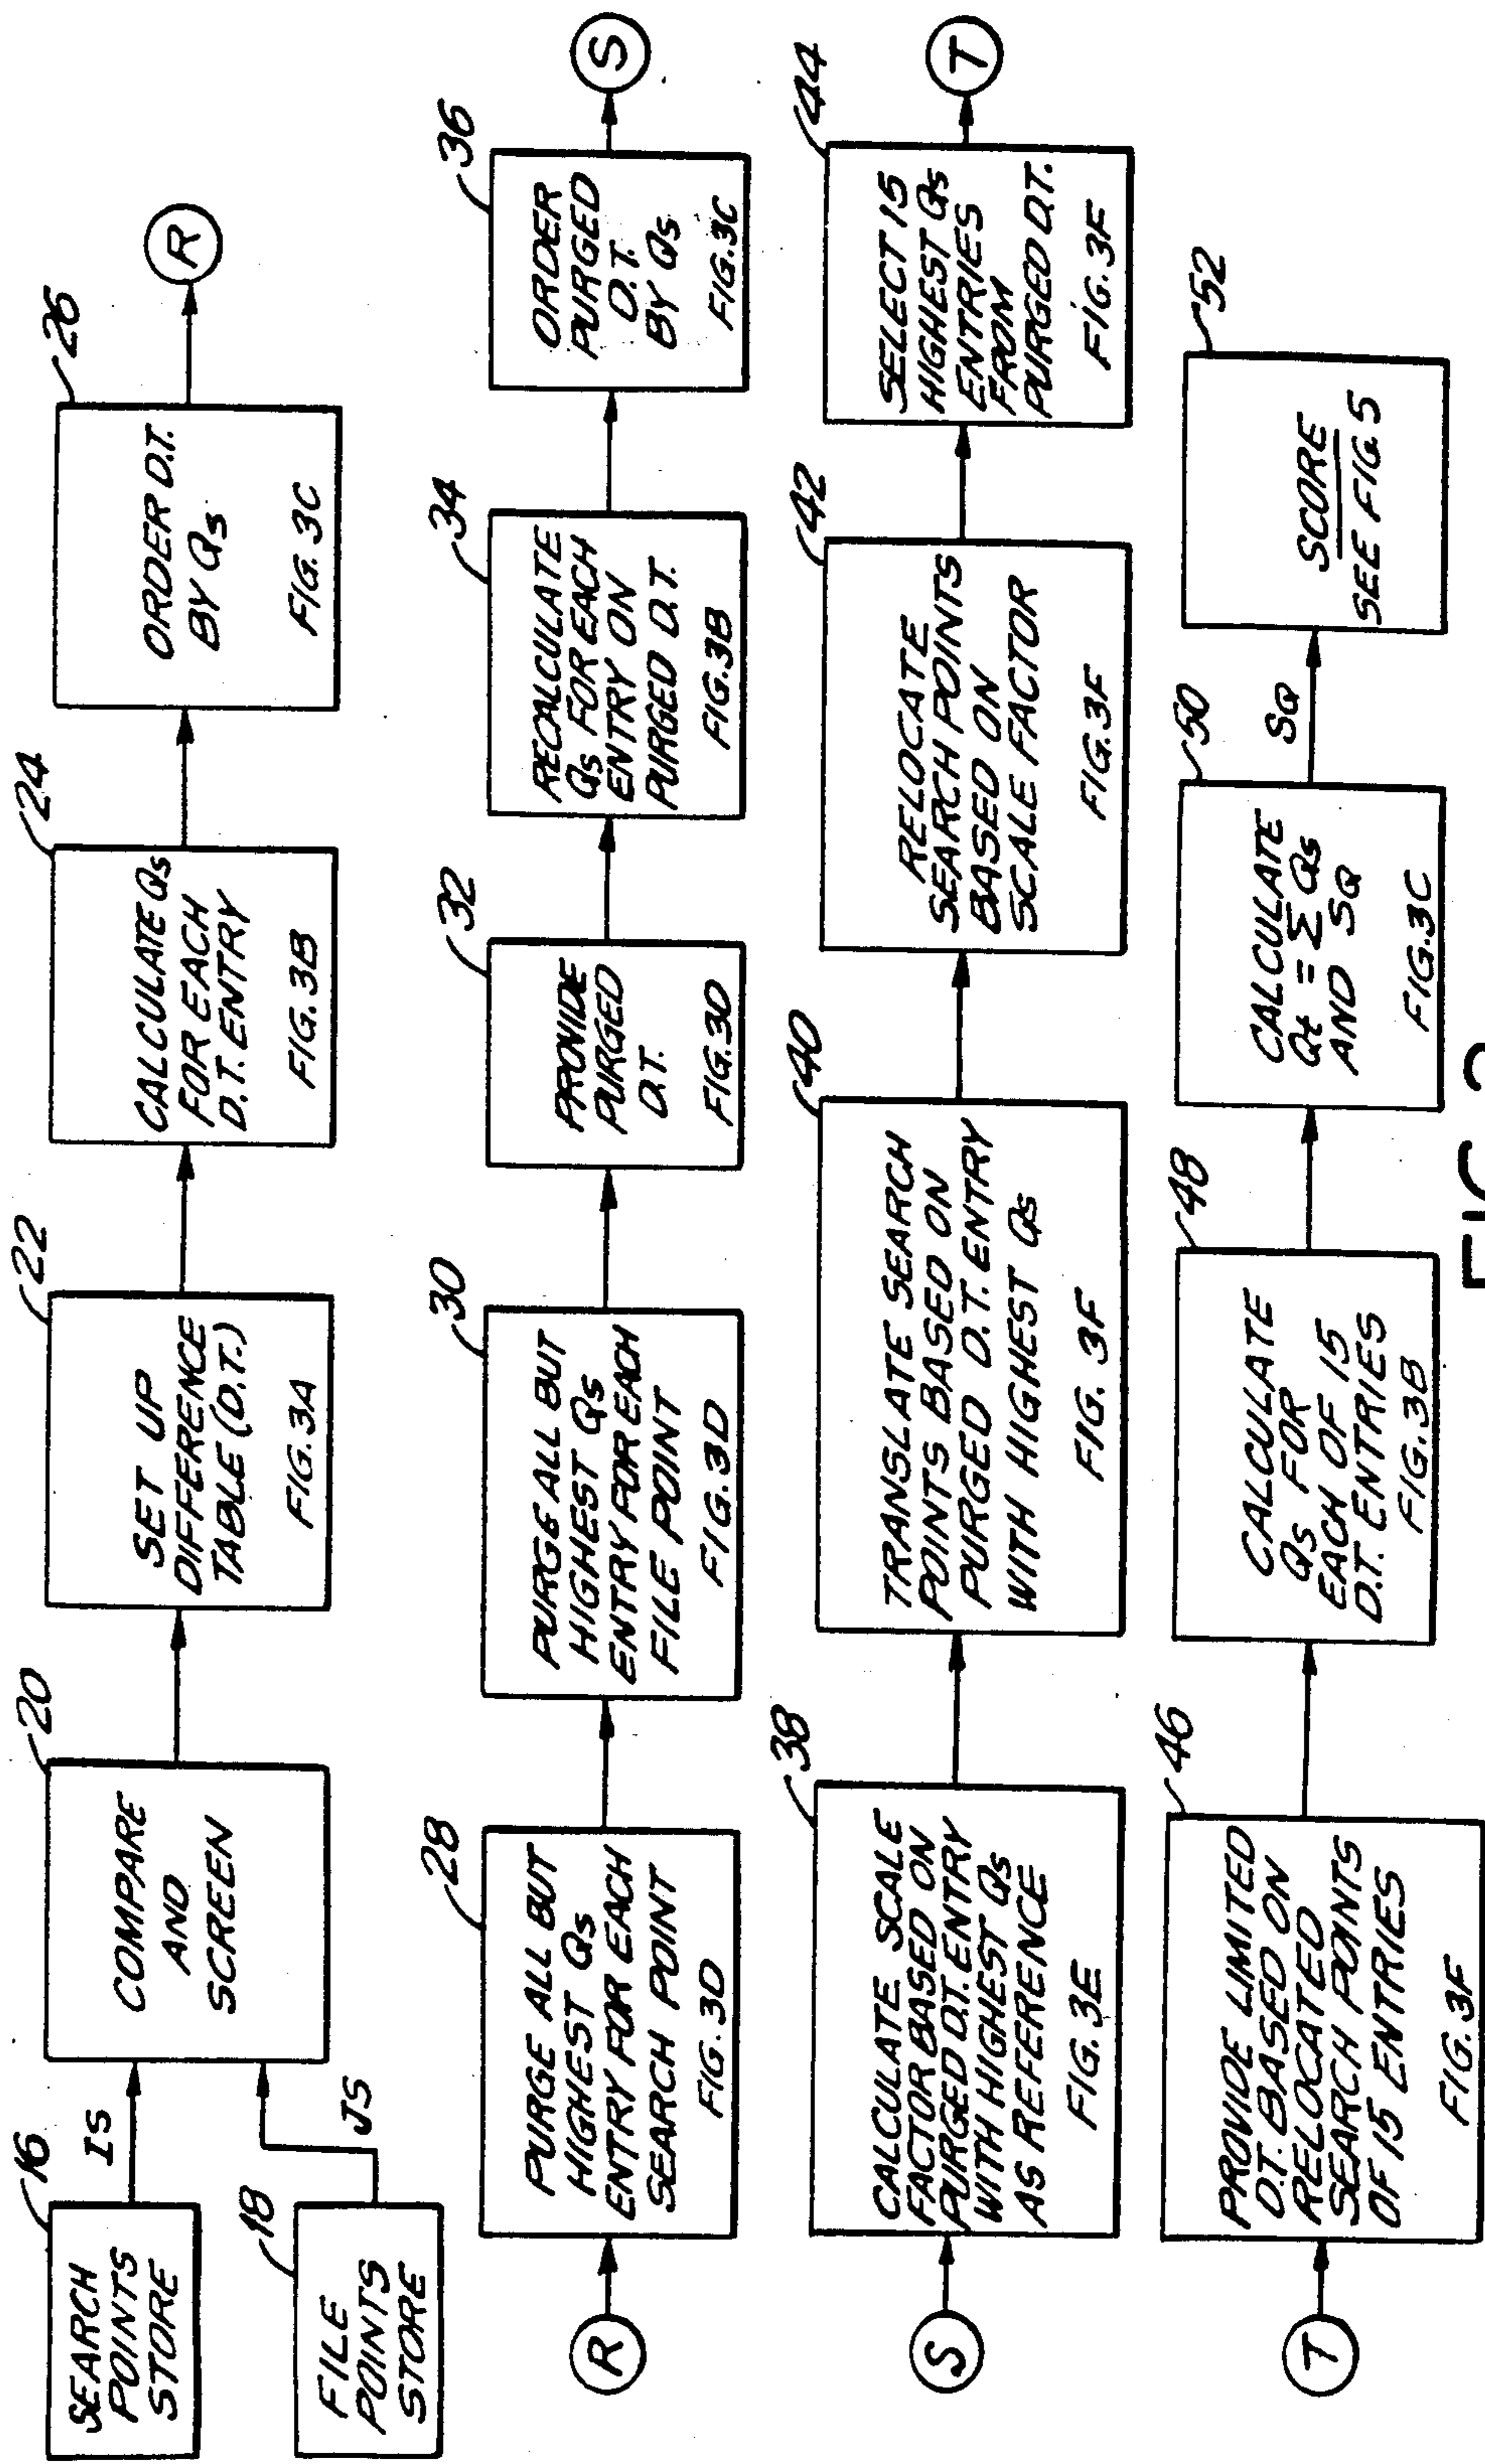 16
SEARCH
POINTS
STORE
IS
18
FILE
POINTS
STORE
JS
20
COMPARE
AND
SCREEN
22
SET UP
DIFFERENCE
TABLE (D.T.)
FIG. 3A
24
CALCULATE Qs
FOR EACH
D.T. ENTRY
FIG. 3B
26
ORDER D.T.
BY Qs
FIG. 3C
R
R
28
PURGE ALL BUT
HIGHEST Qs
ENTRY FOR EACH
SEARCH POINT
FIG. 3D
30
PURGE ALL BUT
HIGHEST Qs
ENTRY FOR EACH
FILE POINT
FIG. 3D
32
PROVIDE
PURGED
D.T.
FIG. 3D
34
RECALCULATE
Qs FOR EACH
ENTRY ON
PURGED D.T.
FIG. 3B
36
ORDER
PURGED
D.T.
BY Qs
FIG. 3C
S
S
38
CALCULATE SCALE
FACTOR BASED ON
PURGED D.T. ENTRY
WITH HIGHEST Qs
AS REFERENCE
FIG. 3E
40
TRANSLATE SEARCH
POINTS BASED ON
PURGED D.T. ENTRY
WITH HIGHEST Qs
FIG. 3F
42
RELOCATE
SEARCH POINTS
BASED ON
SCALE FACTOR
FIG. 3F
44
SELECT 15
HIGHEST Qs
ENTRIES
FROM
PURGED D.T.
FIG. 3F
T
T
46
PROVIDE LIMITED
D.T. BASED ON
RELOCATED
SEARCH POINTS
OF 15 ENTRIES
FIG. 3F
48
CALCULATE
Qs FOR
EACH OF 15
D.T. ENTRIES
FIG. 3B
50
CALCULATE
Qt = Σ Qs
AND SQ
FIG. 3C
SQ
52
SCORE
SEE FIG. 5